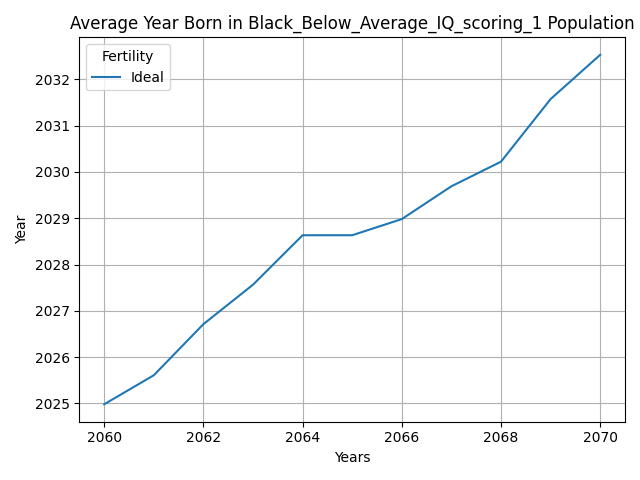 Average Year Born in Black_Below_Average_IQ_scoring_1 Population
Fertility
Ideal
Year
2032
2031
2030
2029
2028
2027
2026
2025
2060 2062 2064 2066 2068 2070
Years